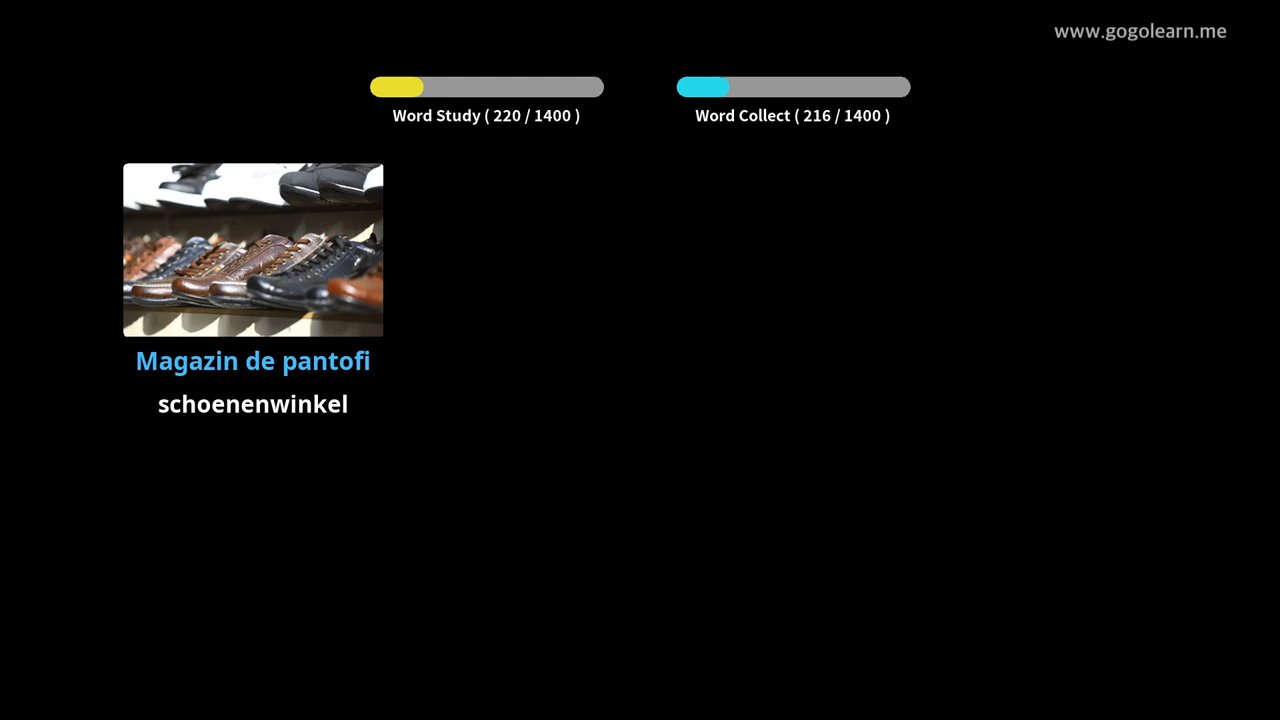 www.gogolearn.me
Word Study ( 220 / 1400 )
Word Collect ( 216 / 1400 )
Magazin de pantofi
schoenenwinkel